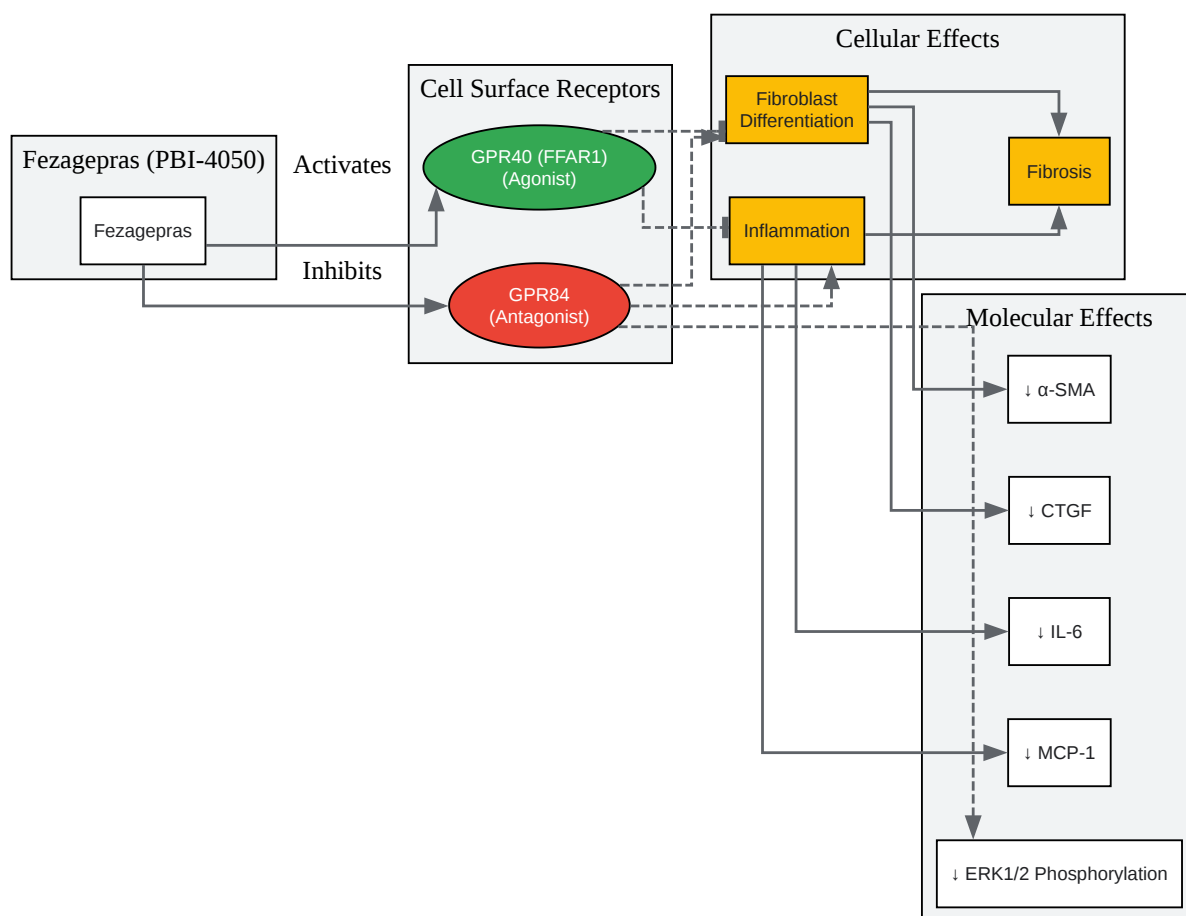 Fezagepras (PBI-4050)
Fezagepras
Activates
Inhibits
Cell Surface Receptors
GPR40 (FFAR1)
(Agonist)
GPR84
(Antagonist)
Cellular Effects
Fibroblast
Differentiation
Inflammation
Fibrosis
Molecular Effects
↓ α-SMA
↓ CTGF
↓ IL-6
↓ MCP-1
↓ ERK1/2 Phosphorylation